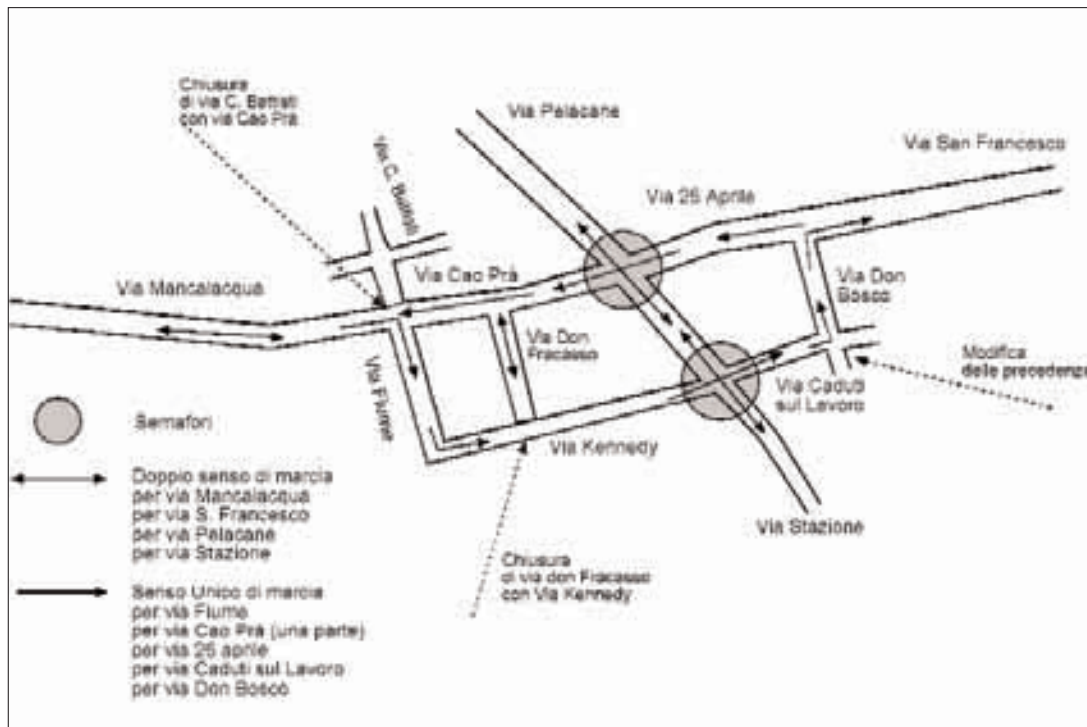 Chiusura
di via C. Battisti
con via Cao Prà
Via Pelacane
Via San Francesco
Via C. Battisti
Via 25 Aprile
Via Cao Prà
Via Mancalacqua
Via Don
Bosco
Via Don
Fracasso
Via Fiume
Modifica
delle precedenze
Via Caduti
sul Lavoro
Semafori
Via Kennedy
Doppio senso di marcia
per via Mancalacqua
per via S. Francesco
per via Pelacane
per via Stazione
Via Stazione
Chiusura
di via don Fracasso
con Via Kennedy
Senso Unico di marcia
per via Fiume
per via Cao Prà (una parte)
per via 25 aprile
per via Caduti sul Lavoro
per via Don Bosco